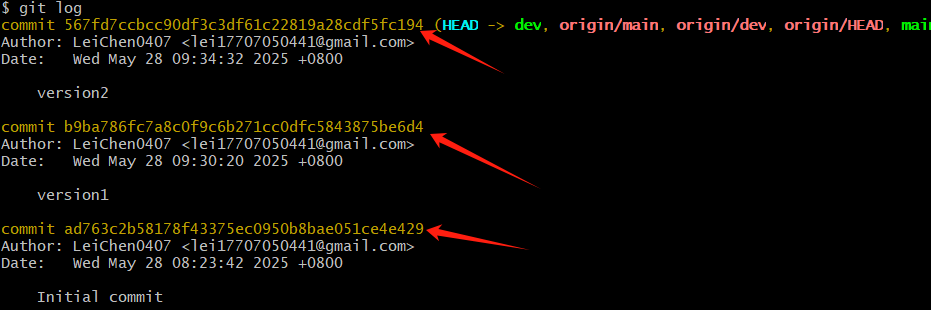 $ git log
commit 567fd7ccbcc90df3c3df61c22819a28cdf5fc194 (HEAD -> dev, origin/main, origin/dev, origin/HEAD, main
Author: LeiChen0407 <lei17707050441@gmail.com>
Date:   Wed May 28 09:34:32 2025 +0800
    version2
commit b9ba786fc7a8c0f9c6b271cc0dfc5843875be6d4
Author: LeiChen0407 <lei17707050441@gmail.com>
Date:   Wed May 28 09:30:20 2025 +0800
    version1
commit ad763c2b58178f43375ec0950b8bae051ce4e429
Author: LeiChen0407 <lei17707050441@gmail.com>
Date:   Wed May 28 08:23:42 2025 +0800
    Initial commit